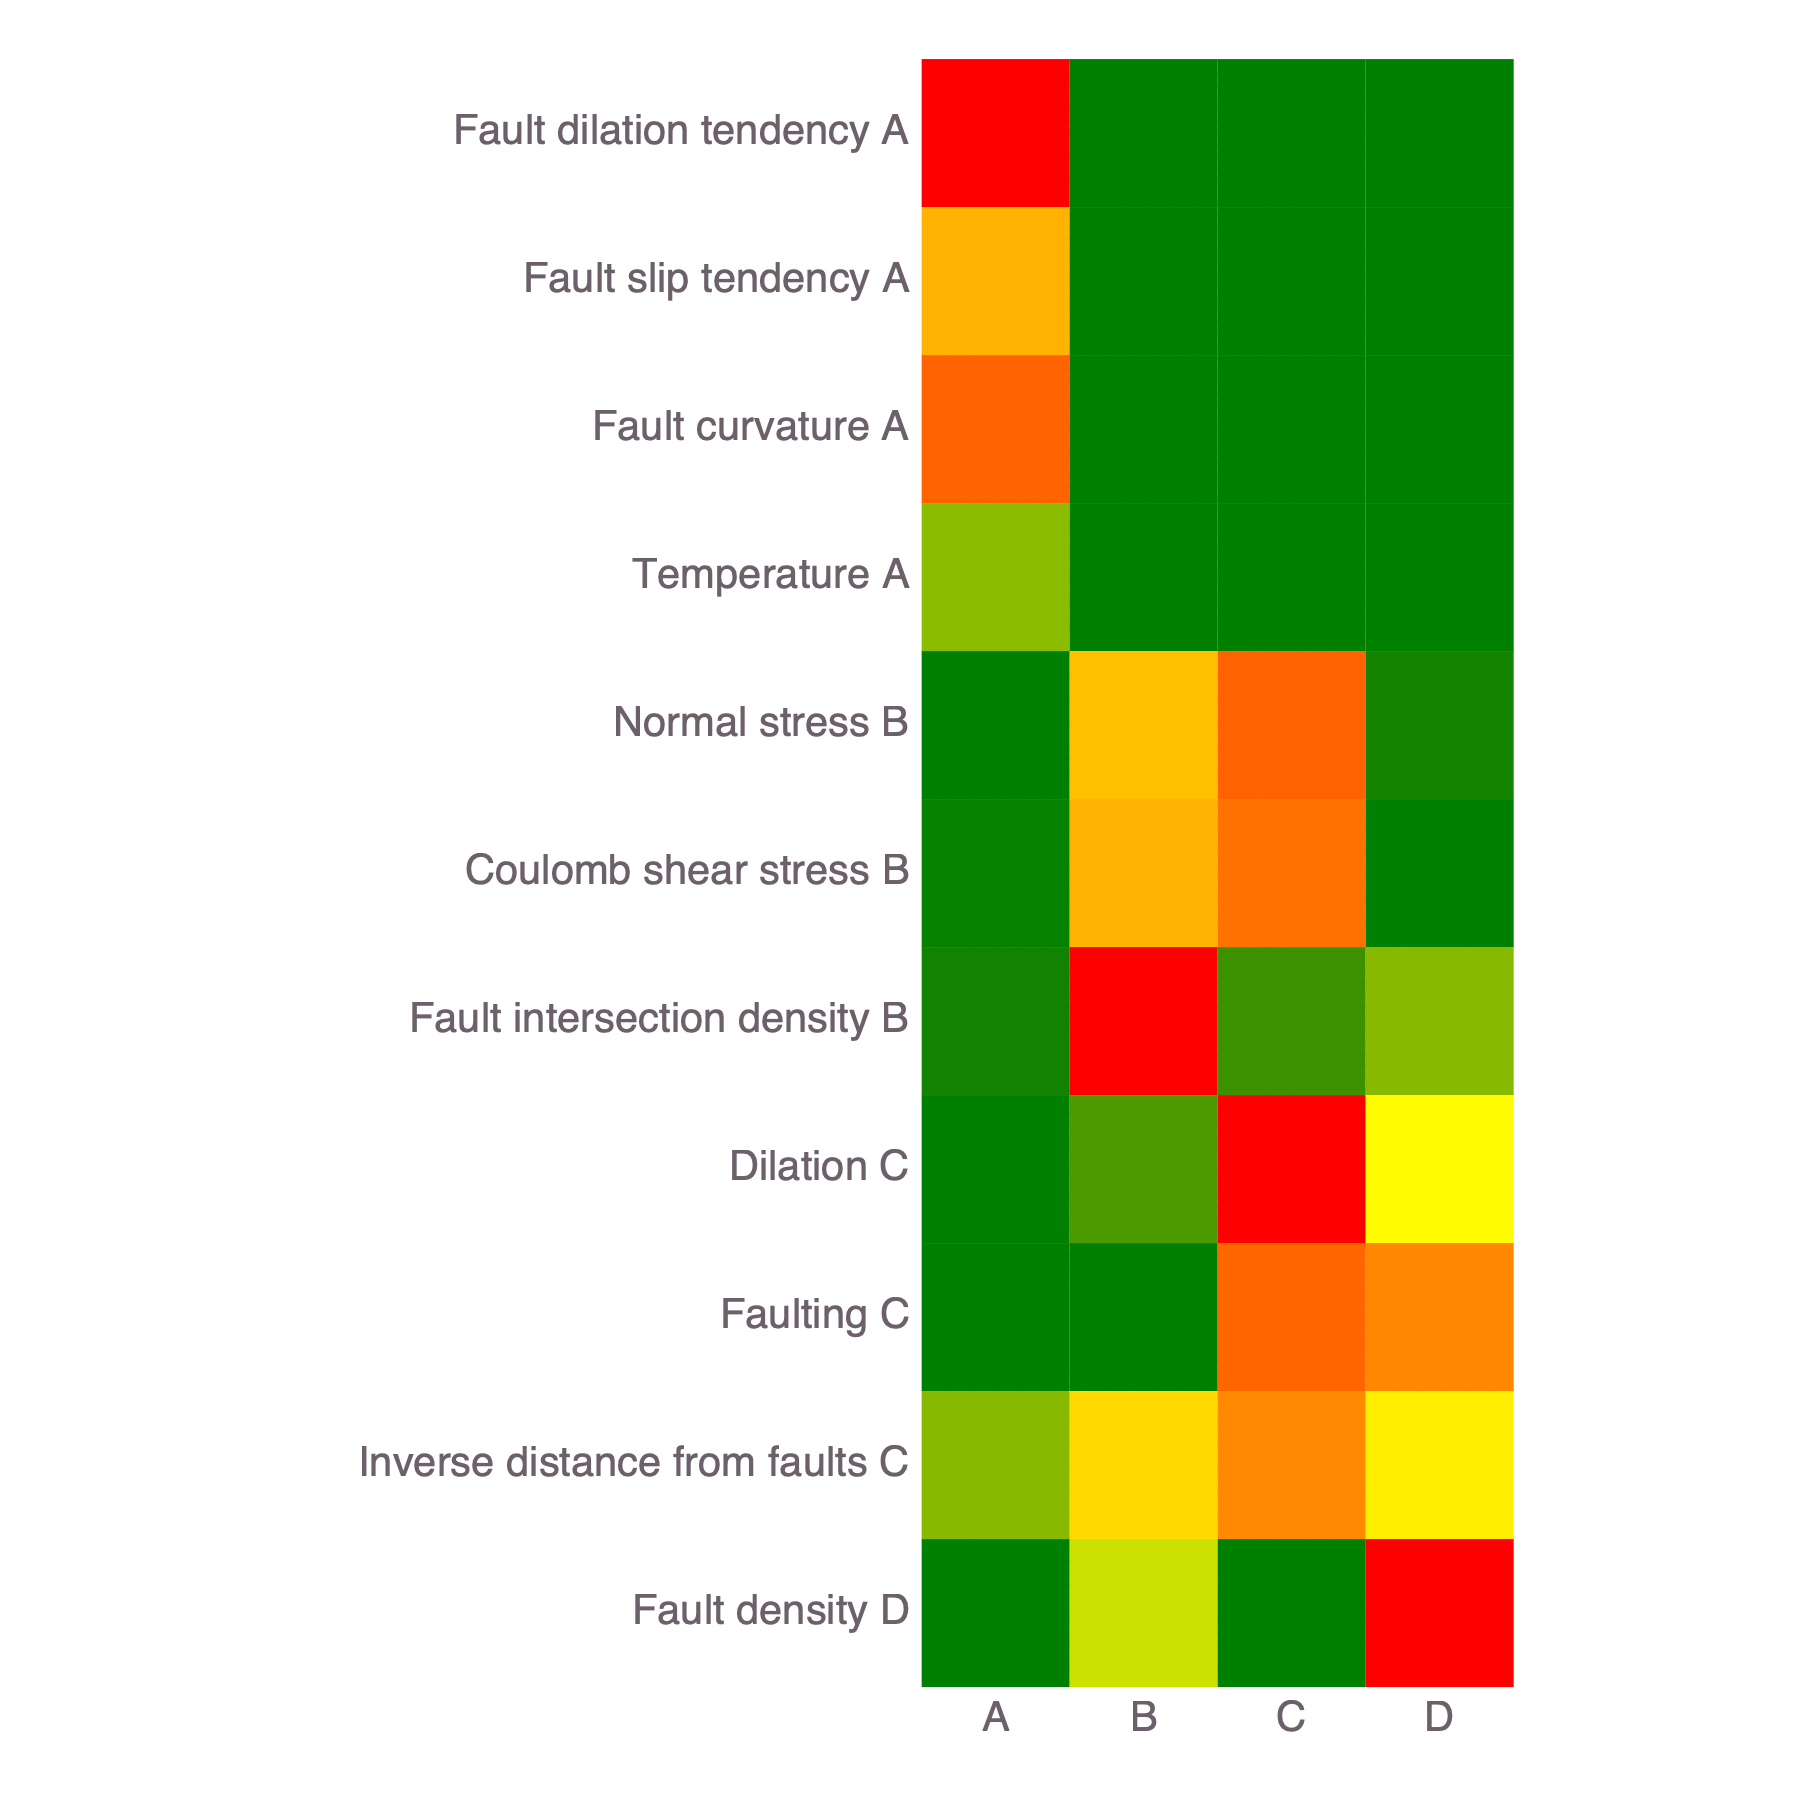 Fault dilation tendency A
Fault slip tendency A
Fault curvature A
Temperature A
Normal stress B
Coulomb shear stress B
Fault intersection density B
Dilation C
Faulting C
Inverse distance from faults C
Fault density D
A B C D